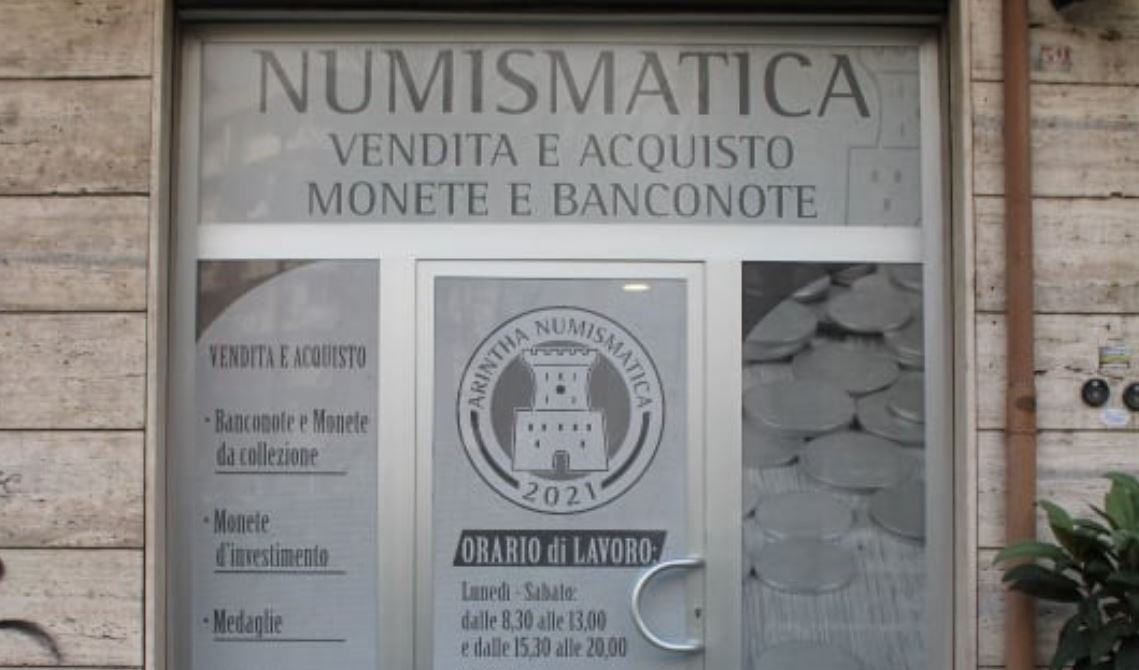 NUMISMATICA
VENDITA E ACQUISTO
MONETE E BANCONOTE
VENDITA E ACQUISTO
· Banconote e Monete
da collezione
· Monete
d'investimento
· Medaglie
ARINTHA NUMISMATICA
2021
ORARIO di LAVORO:
Lunedì - Sabato:
dalle 8,30 alle 13,00
e dalle 15,30 alle 20,00